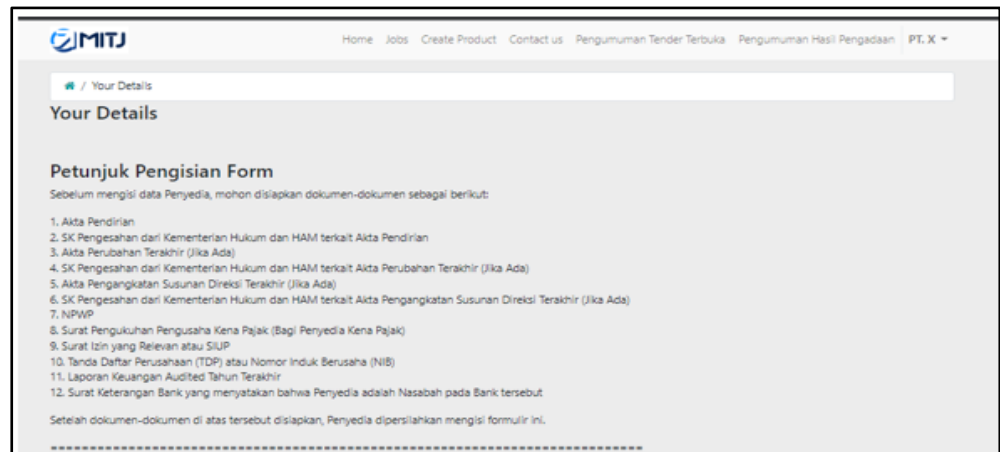 MITJ
Home Jobs Create Product Contact us Pengumuman Tender Terbuka Pengumuman Hasil Pengadaan PT. X
/ Your Details
Your Details
Petunjuk Pengisian Form
Sebelum mengisi data Penyedia, mohon disiapkan dokumen-dokumen sebagai berikut:
1. Akta Pendirian
2. SK Pengesahan dari Kementerian Hukum dan HAM terkait Akta Pendirian
3. Akta Perubahan Terakhir (Jika Ada)
4. SK Pengesahan dari Kementerian Hukum dan HAM terkait Akta Perubahan Terakhir (Jika Ada)
5. Akta Pengangkatan Susunan Direksi Terakhir (Jika Ada)
6. SK Pengesahan dari Kementerian Hukum dan HAM terkait Akta Pengangkatan Susunan Direksi Terakhir (Jika Ada)
7. NPWP
8. Surat Pengukuhan Pengusaha Kena Pajak (Bagi Penyedia Kena Pajak)
9. Surat Izin yang Relevan atau SIUP
10. Tanda Daftar Perusahaan (TDP) atau Nomor Induk Berusaha (NIB)
11. Laporan Keuangan Audited Tahun Terakhir
12. Surat Keterangan Bank yang menyatakan bahwa Penyedia adalah Nasabah pada Bank tersebut
Setelah dokumen-dokumen di atas tersebut disiapkan, Penyedia dipersilahkan mengisi formulir ini.
==============================================================================